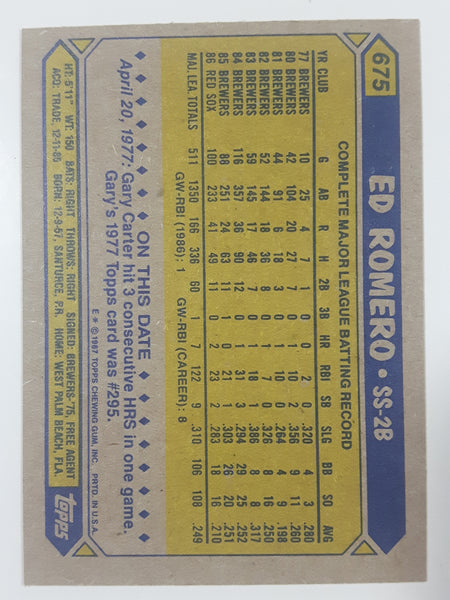 675 ED ROMERO • SS-2B
COMPLETE MAJOR LEAGUE BATTING RECORD
YR CLUB G AB R H 2B 3B HR RBI SB SLG BB SO AVG
77 BREWERS 10 25 4 7 1 0 0 2 0 .320 4 3 .280
80 BREWERS 42 104 20 27 7 0 1 10 2 .356 9 11 .260
81 BREWERS 44 91 6 18 3 0 1 10 0 .264 4 9 .198
82 BREWERS 52 144 18 36 8 0 1 7 0 .326 8 16 .250
83 BREWERS 59 145 17 46 7 0 1 18 1 .386 8 8 .317
84 BREWERS 116 357 36 90 12 0 1 31 3 .294 29 25 .252
85 BREWERS 88 251 24 63 11 1 0 21 1 .303 26 20 .251
86 RED SOX 100 233 41 49 11 0 2 23 2 .283 18 16 .210
MAJ. LEA. TOTALS 511 1350 166 336 60 1 7 122 9 .310 106 108 .249
GW-RBI (1986): 1 GW-RBI (CAREER): 8
ON THIS DATE
April 20, 1977: Gary Carter hit 3 consecutive HRS in one game.
Gary's 1977 Topps card was #295.
E * © 1987 TOPPS CHEWING GUM, INC. PRTD. IN U.S.A.
HT: 5'11" WT: 150 BATS: RIGHT THROWS: RIGHT SIGNED: BREWERS-'75, FREE AGENT
ACQ: TRADE, 12-11-85 BORN: 12-9-57, SANTURCE, P.R. HOME: WEST PALM BEACH, FLA.
topps